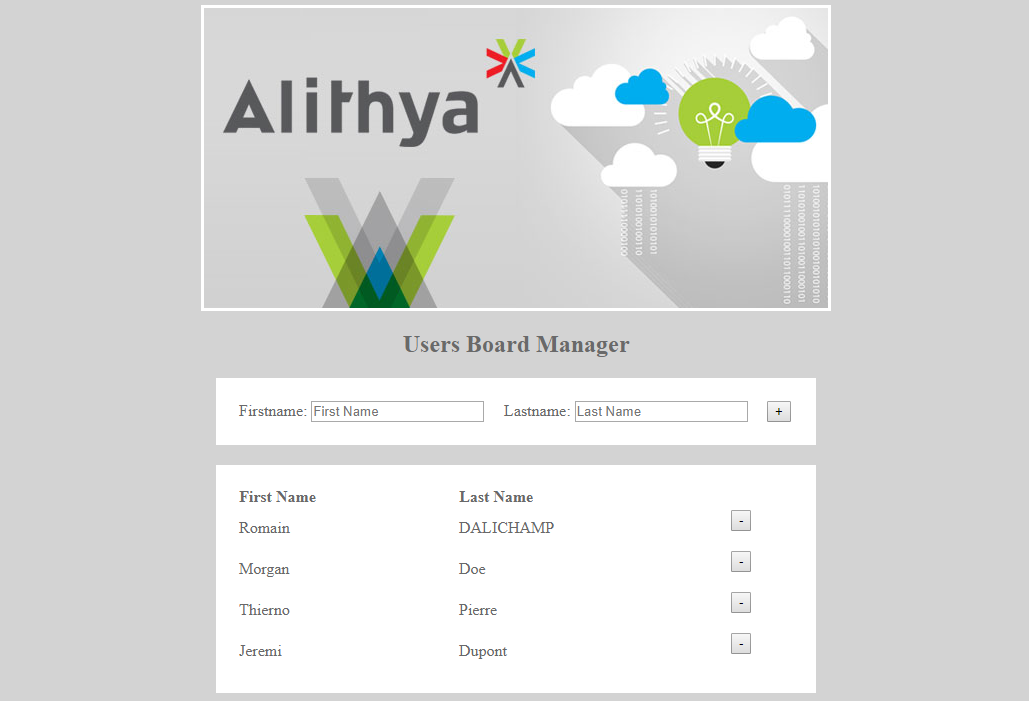 Alithya
Users Board Manager
Firstname: First Name Lastname: Last Name +
First Name Last Name
Romain DALICHAMP -
Morgan Doe -
Thierno Pierre -
Jeremi Dupont -